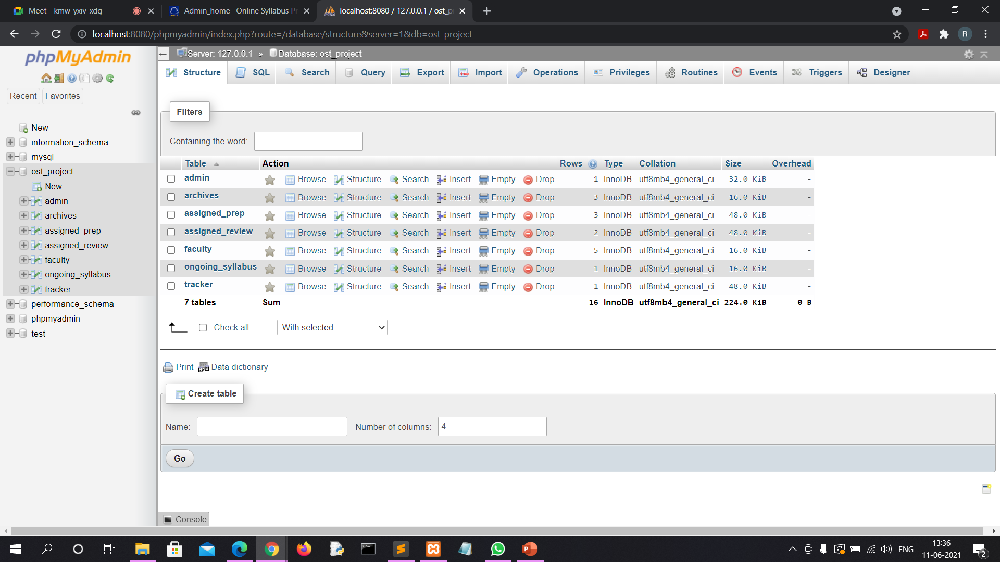 Meet - kmw-yxiv-xdg
Admin_home--Online Syllabus Pr
localhost:8080 / 127.0.0.1 / ost_p
localhost:8080/phpmyadmin/index.php?route=/database/structure&server=1&db=ost_project
R
phpMyAdmin
Recent Favorites
New
information_schema
mysql
ost_project
New
admin
archives
assigned_prep
assigned_review
faculty
ongoing_syllabus
tracker
performance_schema
phpmyadmin
test
Server: 127.0.0.1 » Database: ost_project
Structure SQL Search Query Export Import Operations Privileges Routines Events Triggers Designer
Filters
Containing the word:
Table Action Rows Type Collation Size Overhead
admin Browse Structure Search Insert Empty Drop 1 InnoDB utf8mb4_general_ci 32.0 KiB -
archives Browse Structure Search Insert Empty Drop 3 InnoDB utf8mb4_general_ci 16.0 KiB -
assigned_prep Browse Structure Search Insert Empty Drop 3 InnoDB utf8mb4_general_ci 48.0 KiB -
assigned_review Browse Structure Search Insert Empty Drop 2 InnoDB utf8mb4_general_ci 48.0 KiB -
faculty Browse Structure Search Insert Empty Drop 5 InnoDB utf8mb4_general_ci 16.0 KiB -
ongoing_syllabus Browse Structure Search Insert Empty Drop 1 InnoDB utf8mb4_general_ci 16.0 KiB -
tracker Browse Structure Search Insert Empty Drop 1 InnoDB utf8mb4_general_ci 48.0 KiB -
7 tables Sum 16 InnoDB utf8mb4_general_ci 224.0 KiB 0 B
Check all With selected:
Print Data dictionary
Create table
Name: Number of columns: 4
Go
Console
ENG
13:36
11-06-2021
2